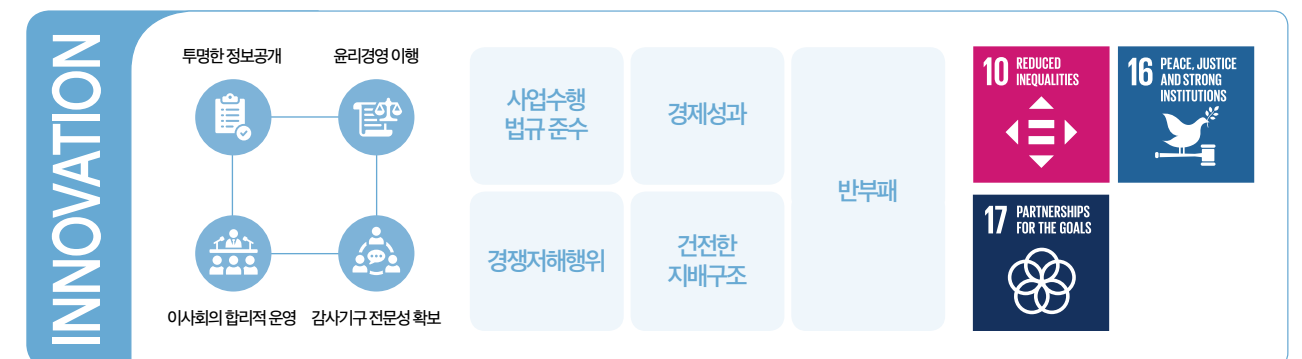 INNOVATION
투명한 정보공개
윤리경영 이행
이사회의 합리적 운영
감사기구 전문성 확보
사업수행
법규 준수
경제성과
경쟁저해행위
건전한
지배구조
반부패
10 REDUCED
INEQUALITIES
16 PEACE, JUSTICE
AND STRONG
INSTITUTIONS
17 PARTNERSHIPS
FOR THE GOALS